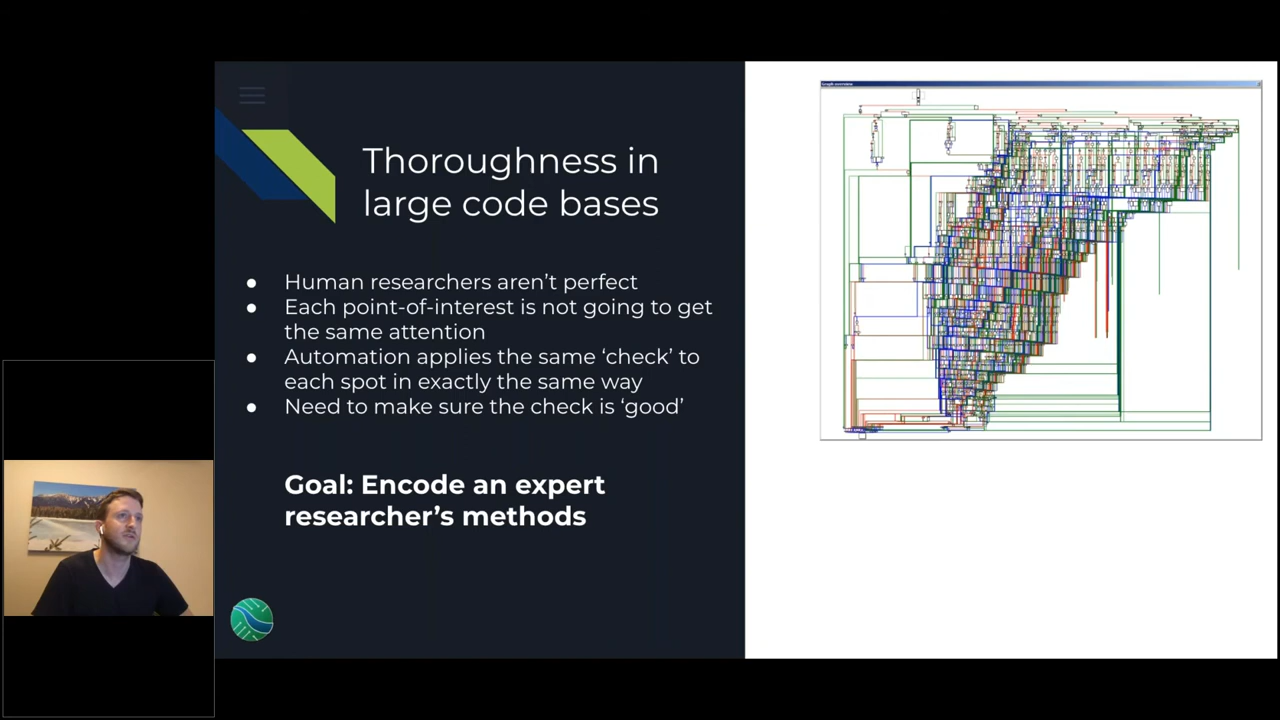 Thoroughness in
large code bases
● Human researchers aren’t perfect
● Each point-of-interest is not going to get
the same attention
● Automation applies the same ‘check’ to
each spot in exactly the same way
● Need to make sure the check is ‘good’
Goal: Encode an expert
researcher’s methods
Graph overview